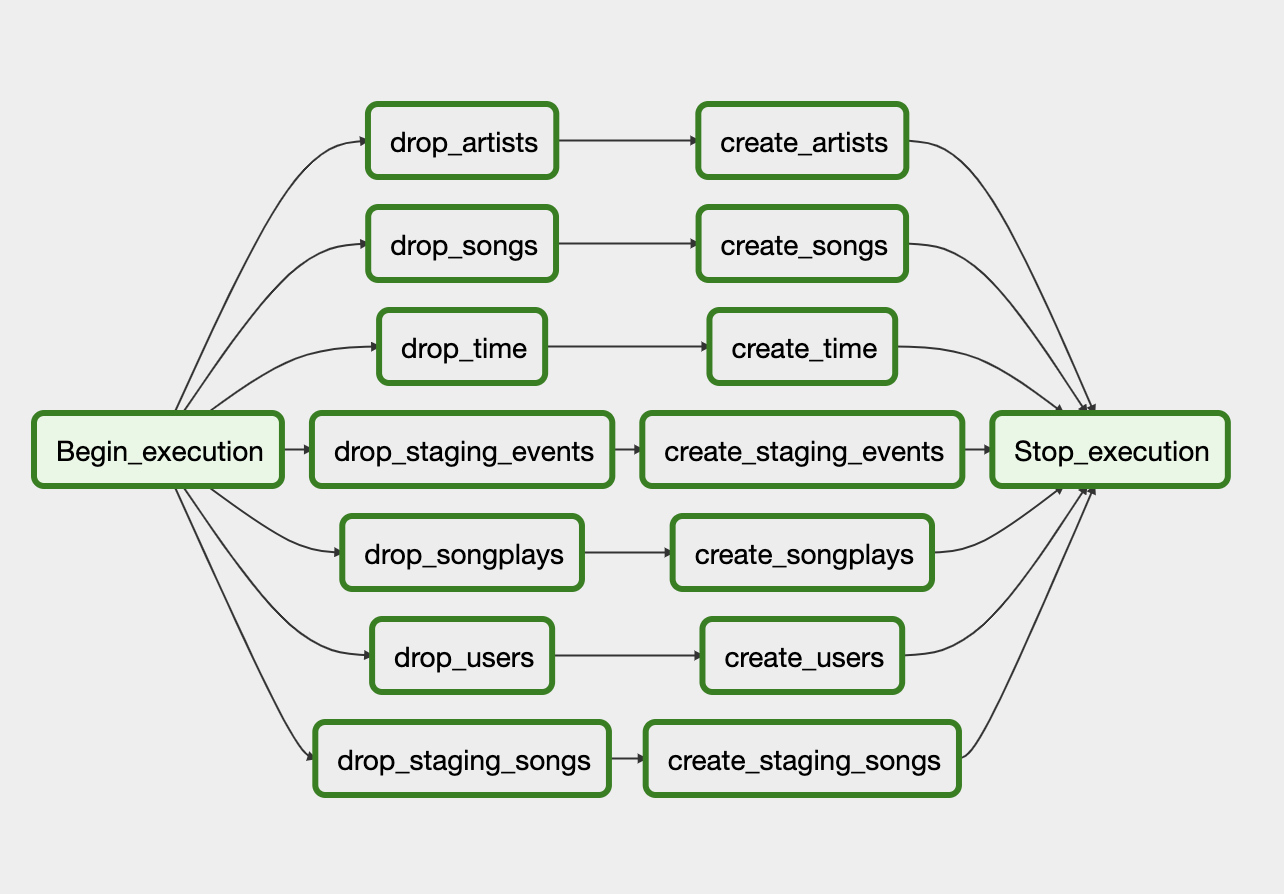 drop_artists
create_artists
drop_songs
create_songs
drop_time
create_time
Begin_execution
drop_staging_events
create_staging_events
Stop_execution
drop_songplays
create_songplays
drop_users
create_users
drop_staging_songs
create_staging_songs